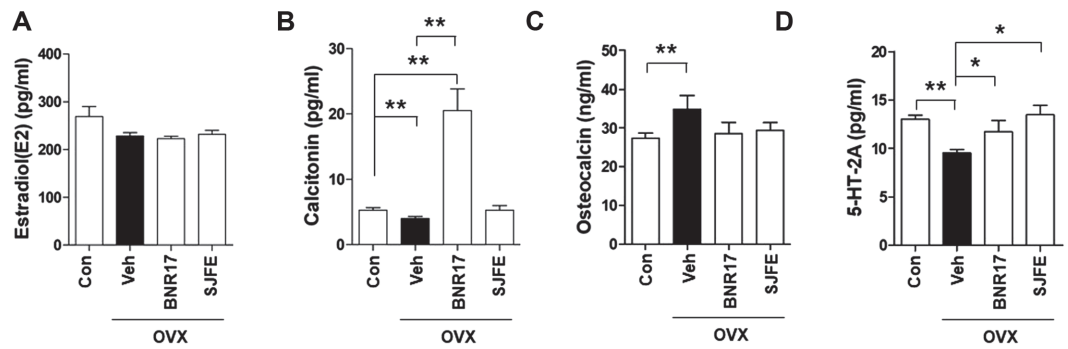 A
Estradiol(E2) (pg/ml)
400
300
200
100
0
Con
Veh
BNR17
SJFE
OVX
B
Calcitonin (pg/ml)
30
20
10
0
**
**
**
Con
Veh
BNR17
SJFE
OVX
C
Osteocalcin (ng/ml)
50
40
30
20
10
0
**
Con
Veh
BNR17
SJFE
OVX
D
5-HT-2A (pg/ml)
20
15
10
5
0
*
*
**
Con
Veh
BNR17
SJFE
OVX